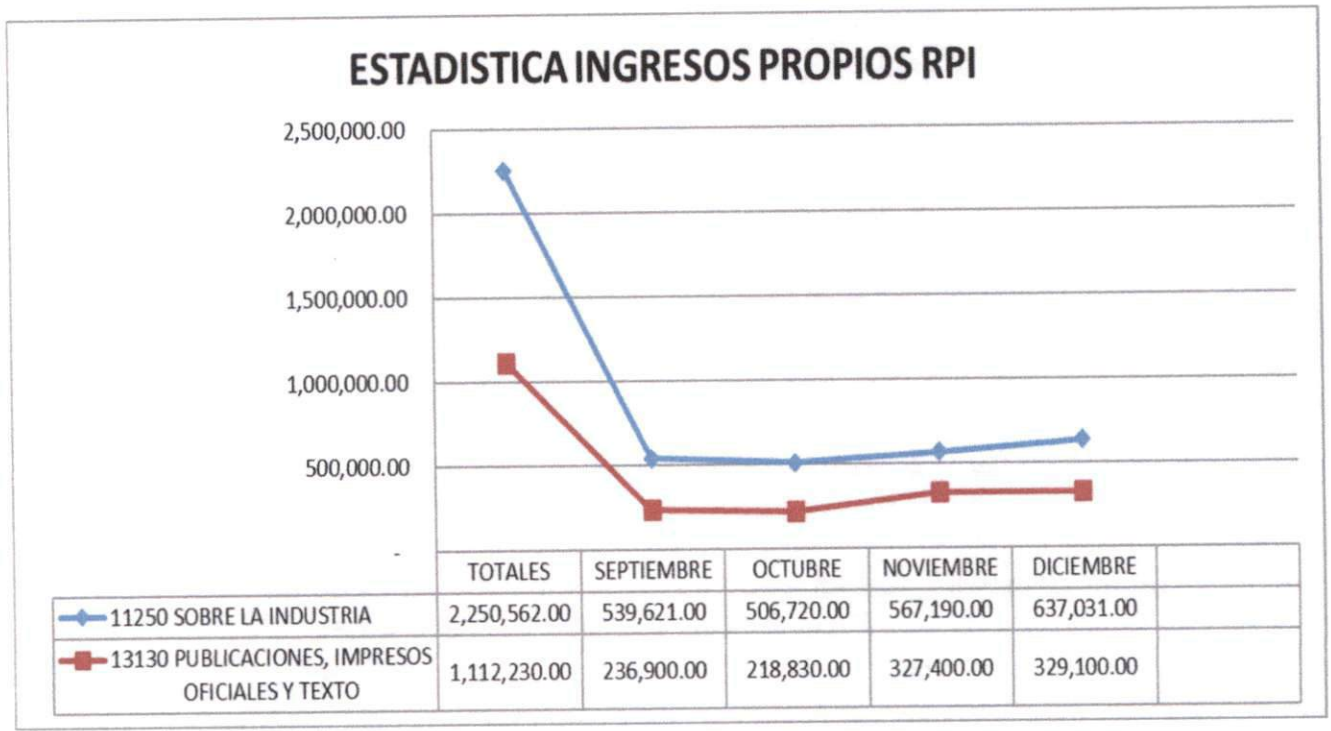 ESTADISTICA INGRESOS PROPIOS RPI
2,500,000.00
2,000,000.00
1,500,000.00
1,000,000.00
500,000.00
-
TOTALES SEPTIEMBRE OCTUBRE NOVIEMBRE DICIEMBRE
11250 SOBRE LA INDUSTRIA 2,250,562.00 539,621.00 506,720.00 567,190.00 637,031.00
13130 PUBLICACIONES, IMPRESOS
OFICIALES Y TEXTO 1,112,230.00 236,900.00 218,830.00 327,400.00 329,100.00